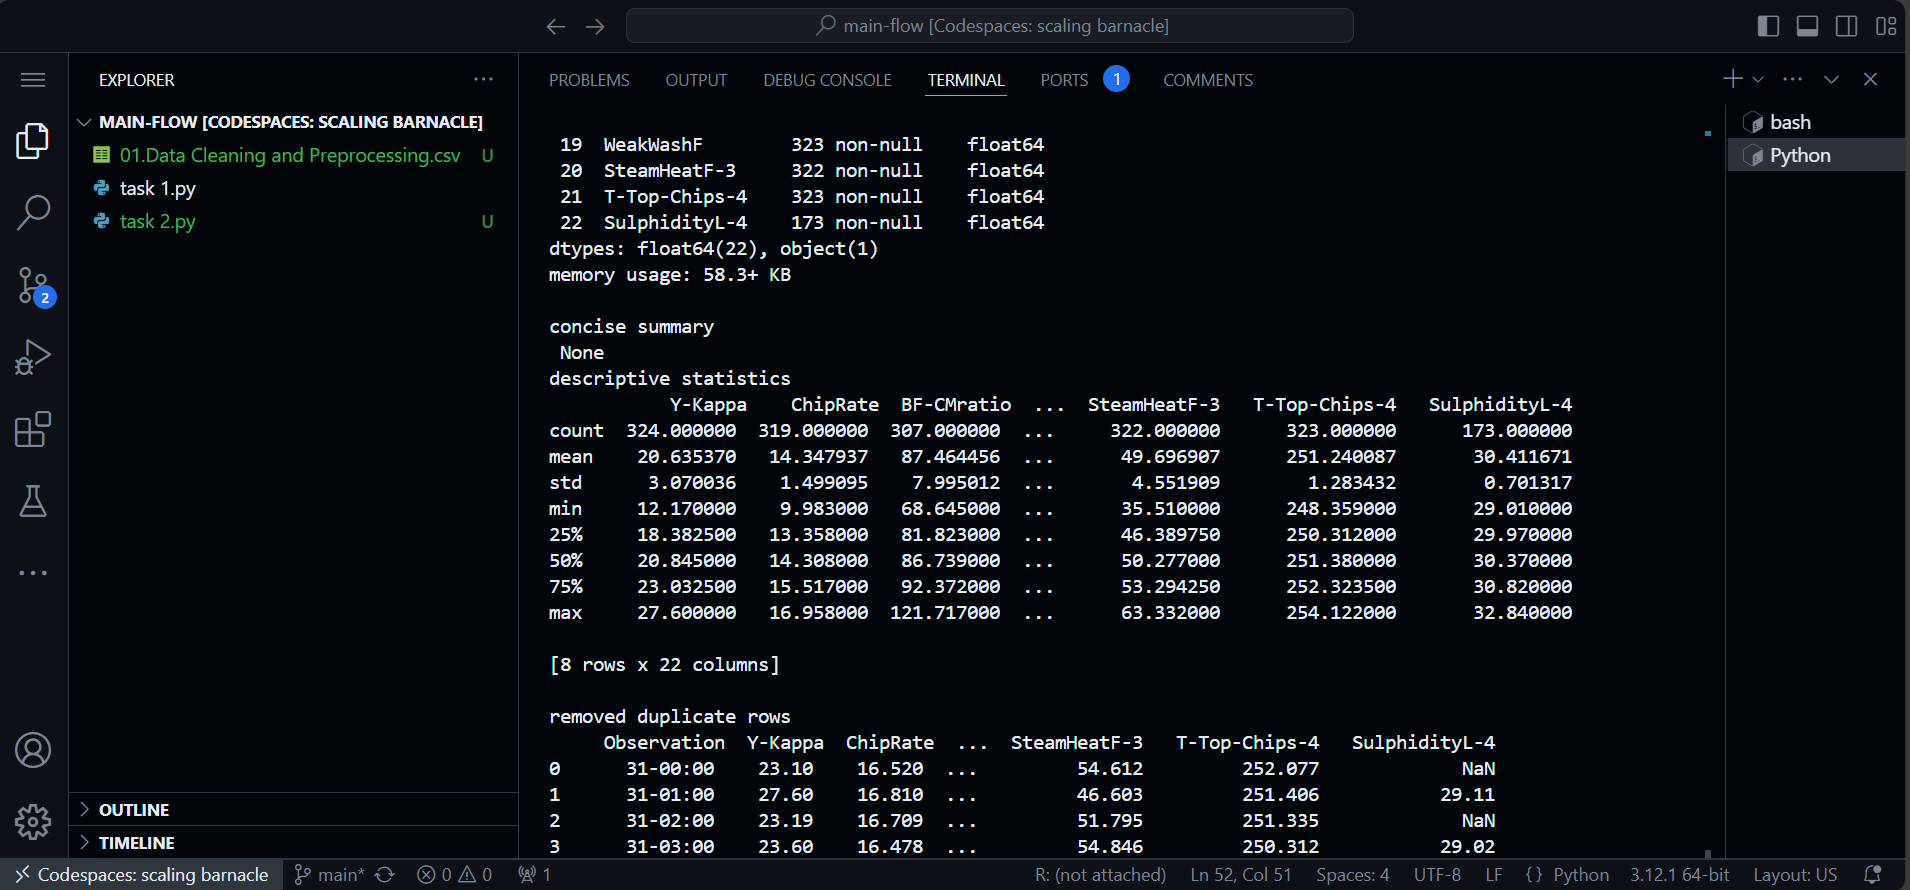 main-flow [Codespaces: scaling barnacle]
EXPLORER
MAIN-FLOW [CODESPACES: SCALING BARNACLE]
01.Data Cleaning and Preprocessing.csv U
task 1.py
task 2.py U
2
OUTLINE
TIMELINE
PROBLEMS OUTPUT DEBUG CONSOLE TERMINAL PORTS 1 COMMENTS
19 WeakWashF 323 non-null float64
20 SteamHeatF-3 322 non-null float64
21 T-Top-Chips-4 323 non-null float64
22 SulphidityL-4 173 non-null float64
dtypes: float64(22), object(1)
memory usage: 58.3+ KB
concise summary
None
descriptive statistics
Y-Kappa ChipRate BF-CMratio ... SteamHeatF-3 T-Top-Chips-4 SulphidityL-4
count 324.000000 319.000000 307.000000 ... 322.000000 323.000000 173.000000
mean 20.635370 14.347937 87.464456 ... 49.696907 251.240087 30.411671
std 3.070036 1.499095 7.995012 ... 4.551909 1.283432 0.701317
min 12.170000 9.983000 68.645000 ... 35.510000 248.359000 29.010000
25% 18.382500 13.358000 81.823000 ... 46.389750 250.312000 29.970000
50% 20.845000 14.308000 86.739000 ... 50.277000 251.380000 30.370000
75% 23.032500 15.517000 92.372000 ... 53.294250 252.323500 30.820000
max 27.600000 16.958000 121.717000 ... 63.332000 254.122000 32.840000
[8 rows x 22 columns]
removed duplicate rows
Observation Y-Kappa ChipRate ... SteamHeatF-3 T-Top-Chips-4 SulphidityL-4
0 31-00:00 23.10 16.520 ... 54.612 252.077 NaN
1 31-01:00 27.60 16.810 ... 46.603 251.406 29.11
2 31-02:00 23.19 16.709 ... 51.795 251.335 NaN
3 31-03:00 23.60 16.478 ... 54.846 250.312 29.02
bash
Python
Codespaces: scaling barnacle main* 0 0 1 R: (not attached) Ln 52, Col 51 Spaces: 4 UTF-8 LF {} Python 3.12.1 64-bit Layout: US